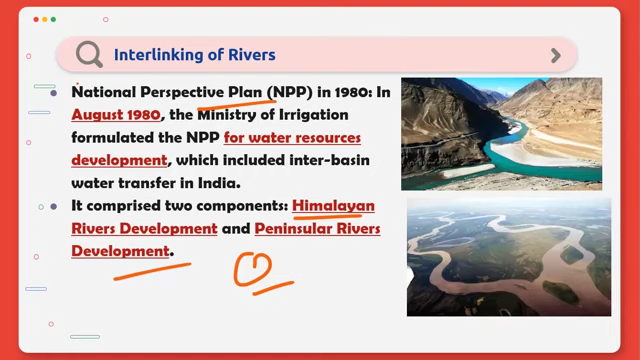 Interlinking of Rivers
National Perspective Plan (NPP) in 1980: In
August 1980, the Ministry of Irrigation
formulated the NPP for water resources
development, which included inter-basin
water transfer in India.
It comprised two components: Himalayan
Rivers Development and Peninsular Rivers
Development.